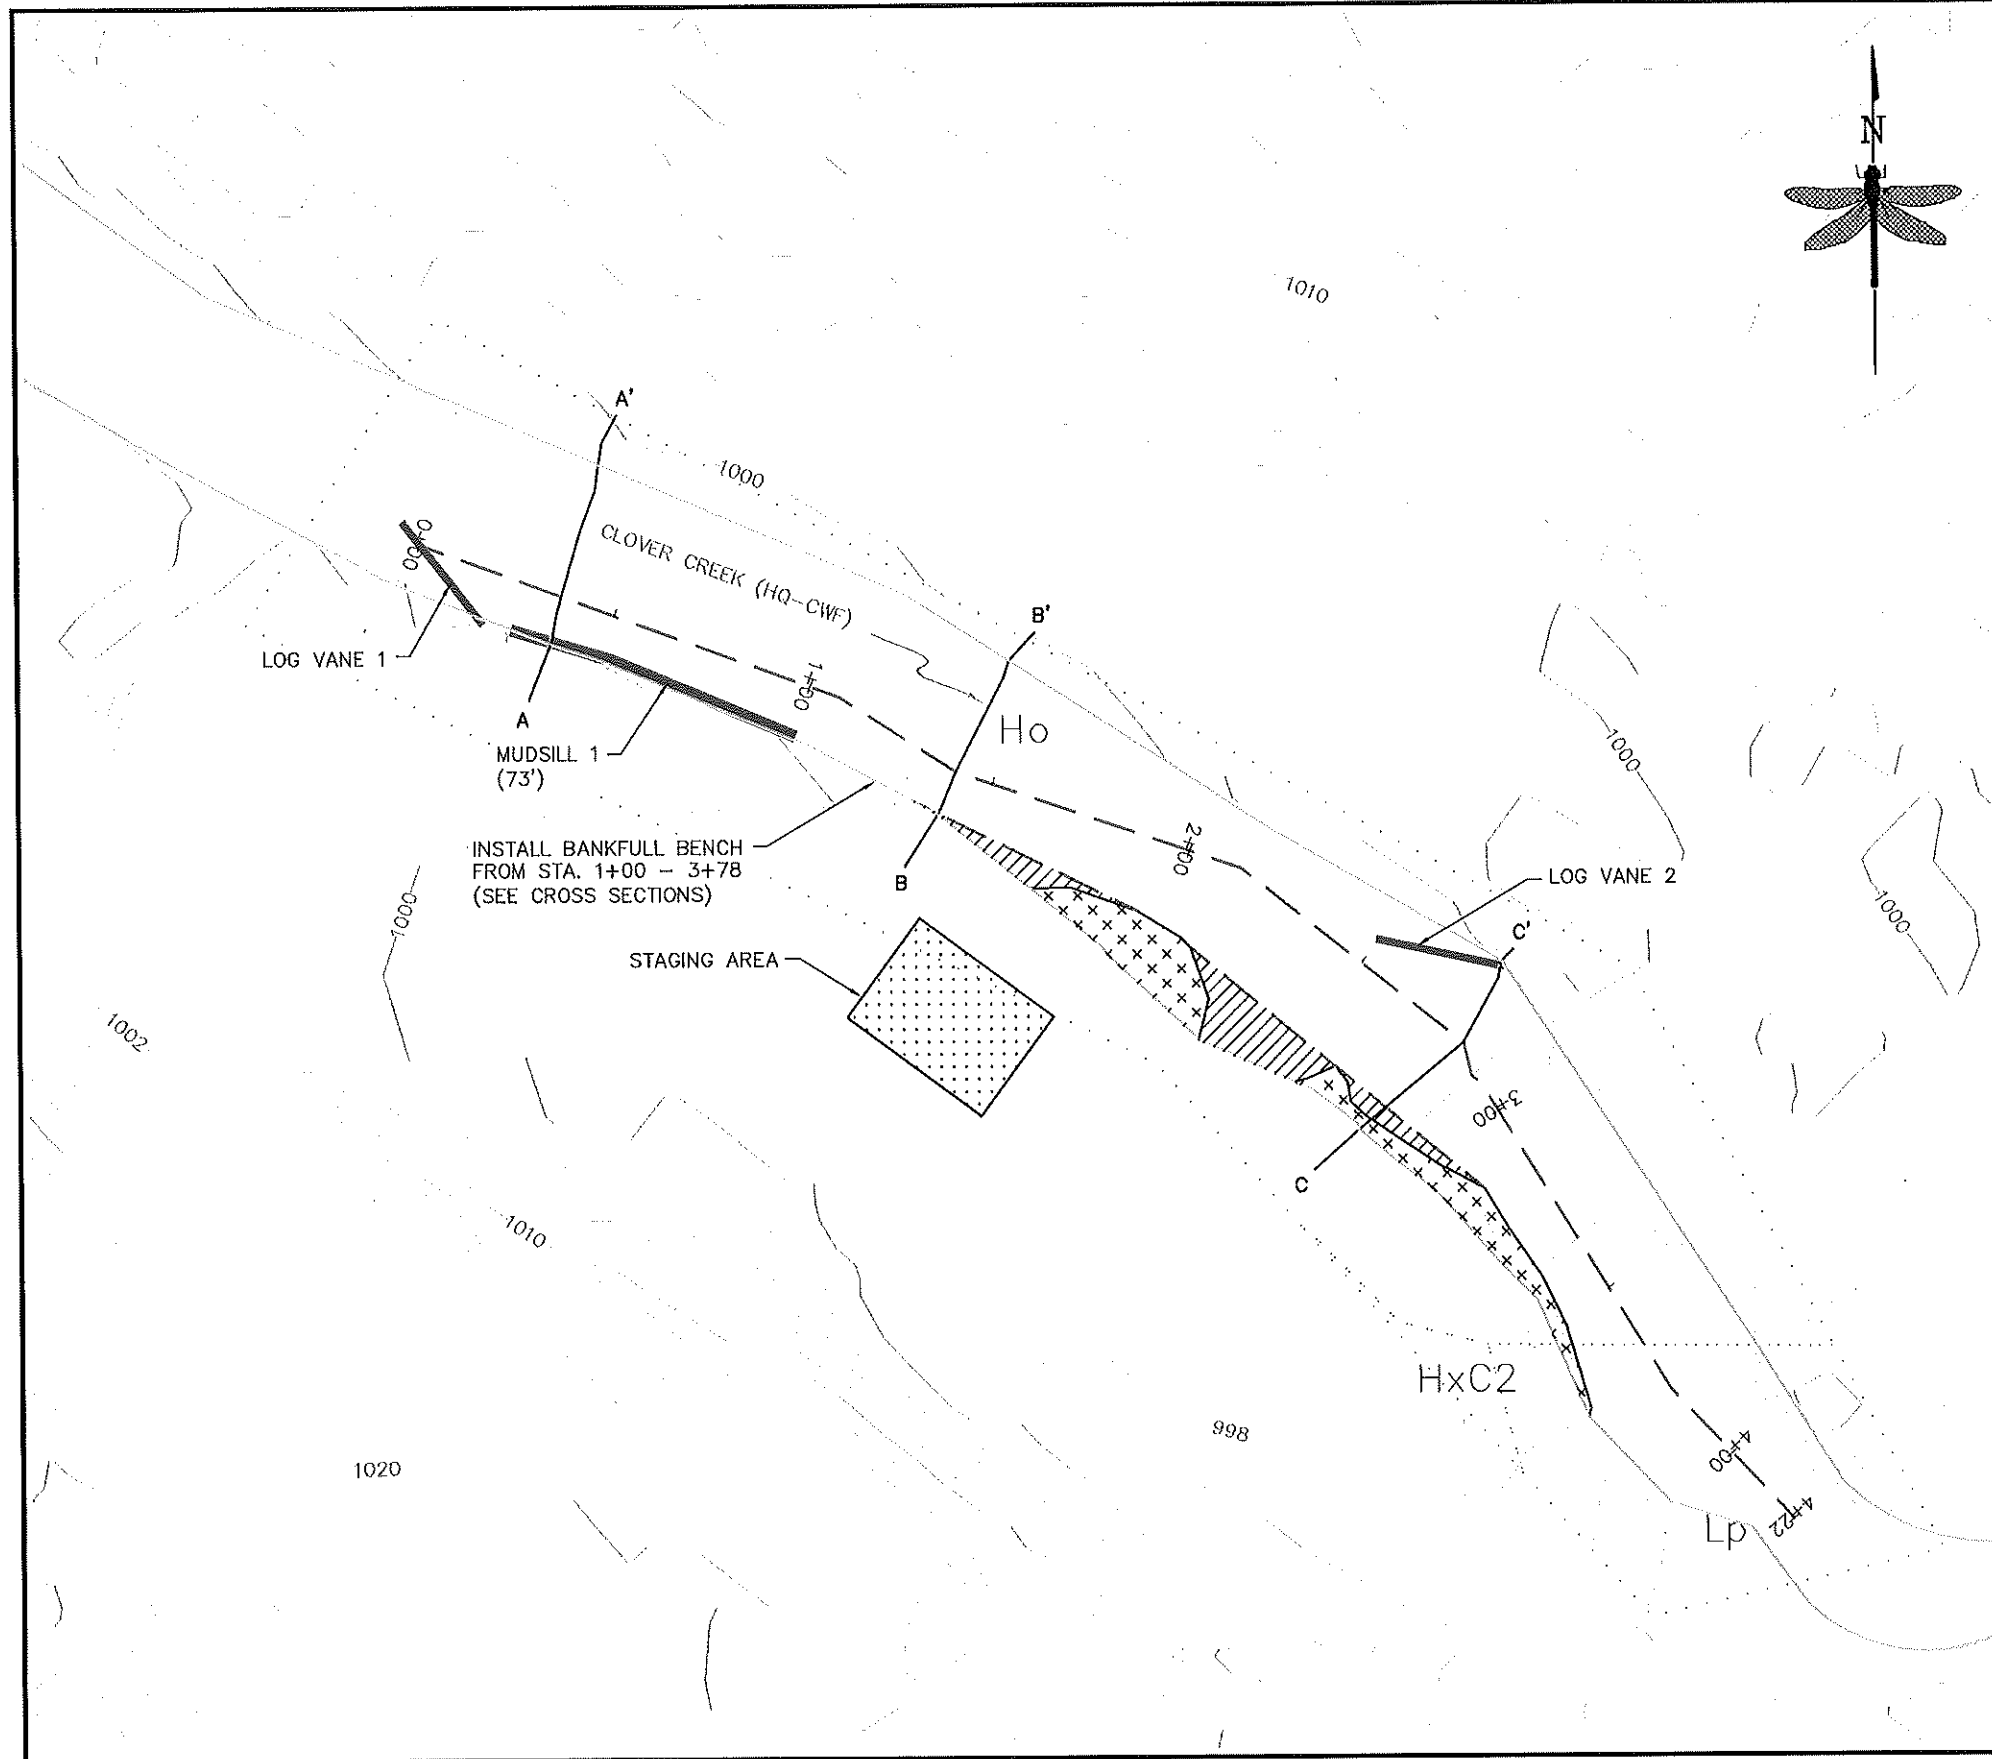 N
1010
A'
1000
CLOVER CREEK (HQ-CWF)
0+00
B'
LOG VANE 1
1+00
A
Ho
MUDSILL 1
(73')
1000
2+00
INSTALL BANKFULL BENCH
FROM STA. 1+00 - 3+78
(SEE CROSS SECTIONS)
B
LOG VANE 2
1000
1000
C'
STAGING AREA
1002
3+00
C
1010
HxC2
998
4+00
1020
4+22
Lp